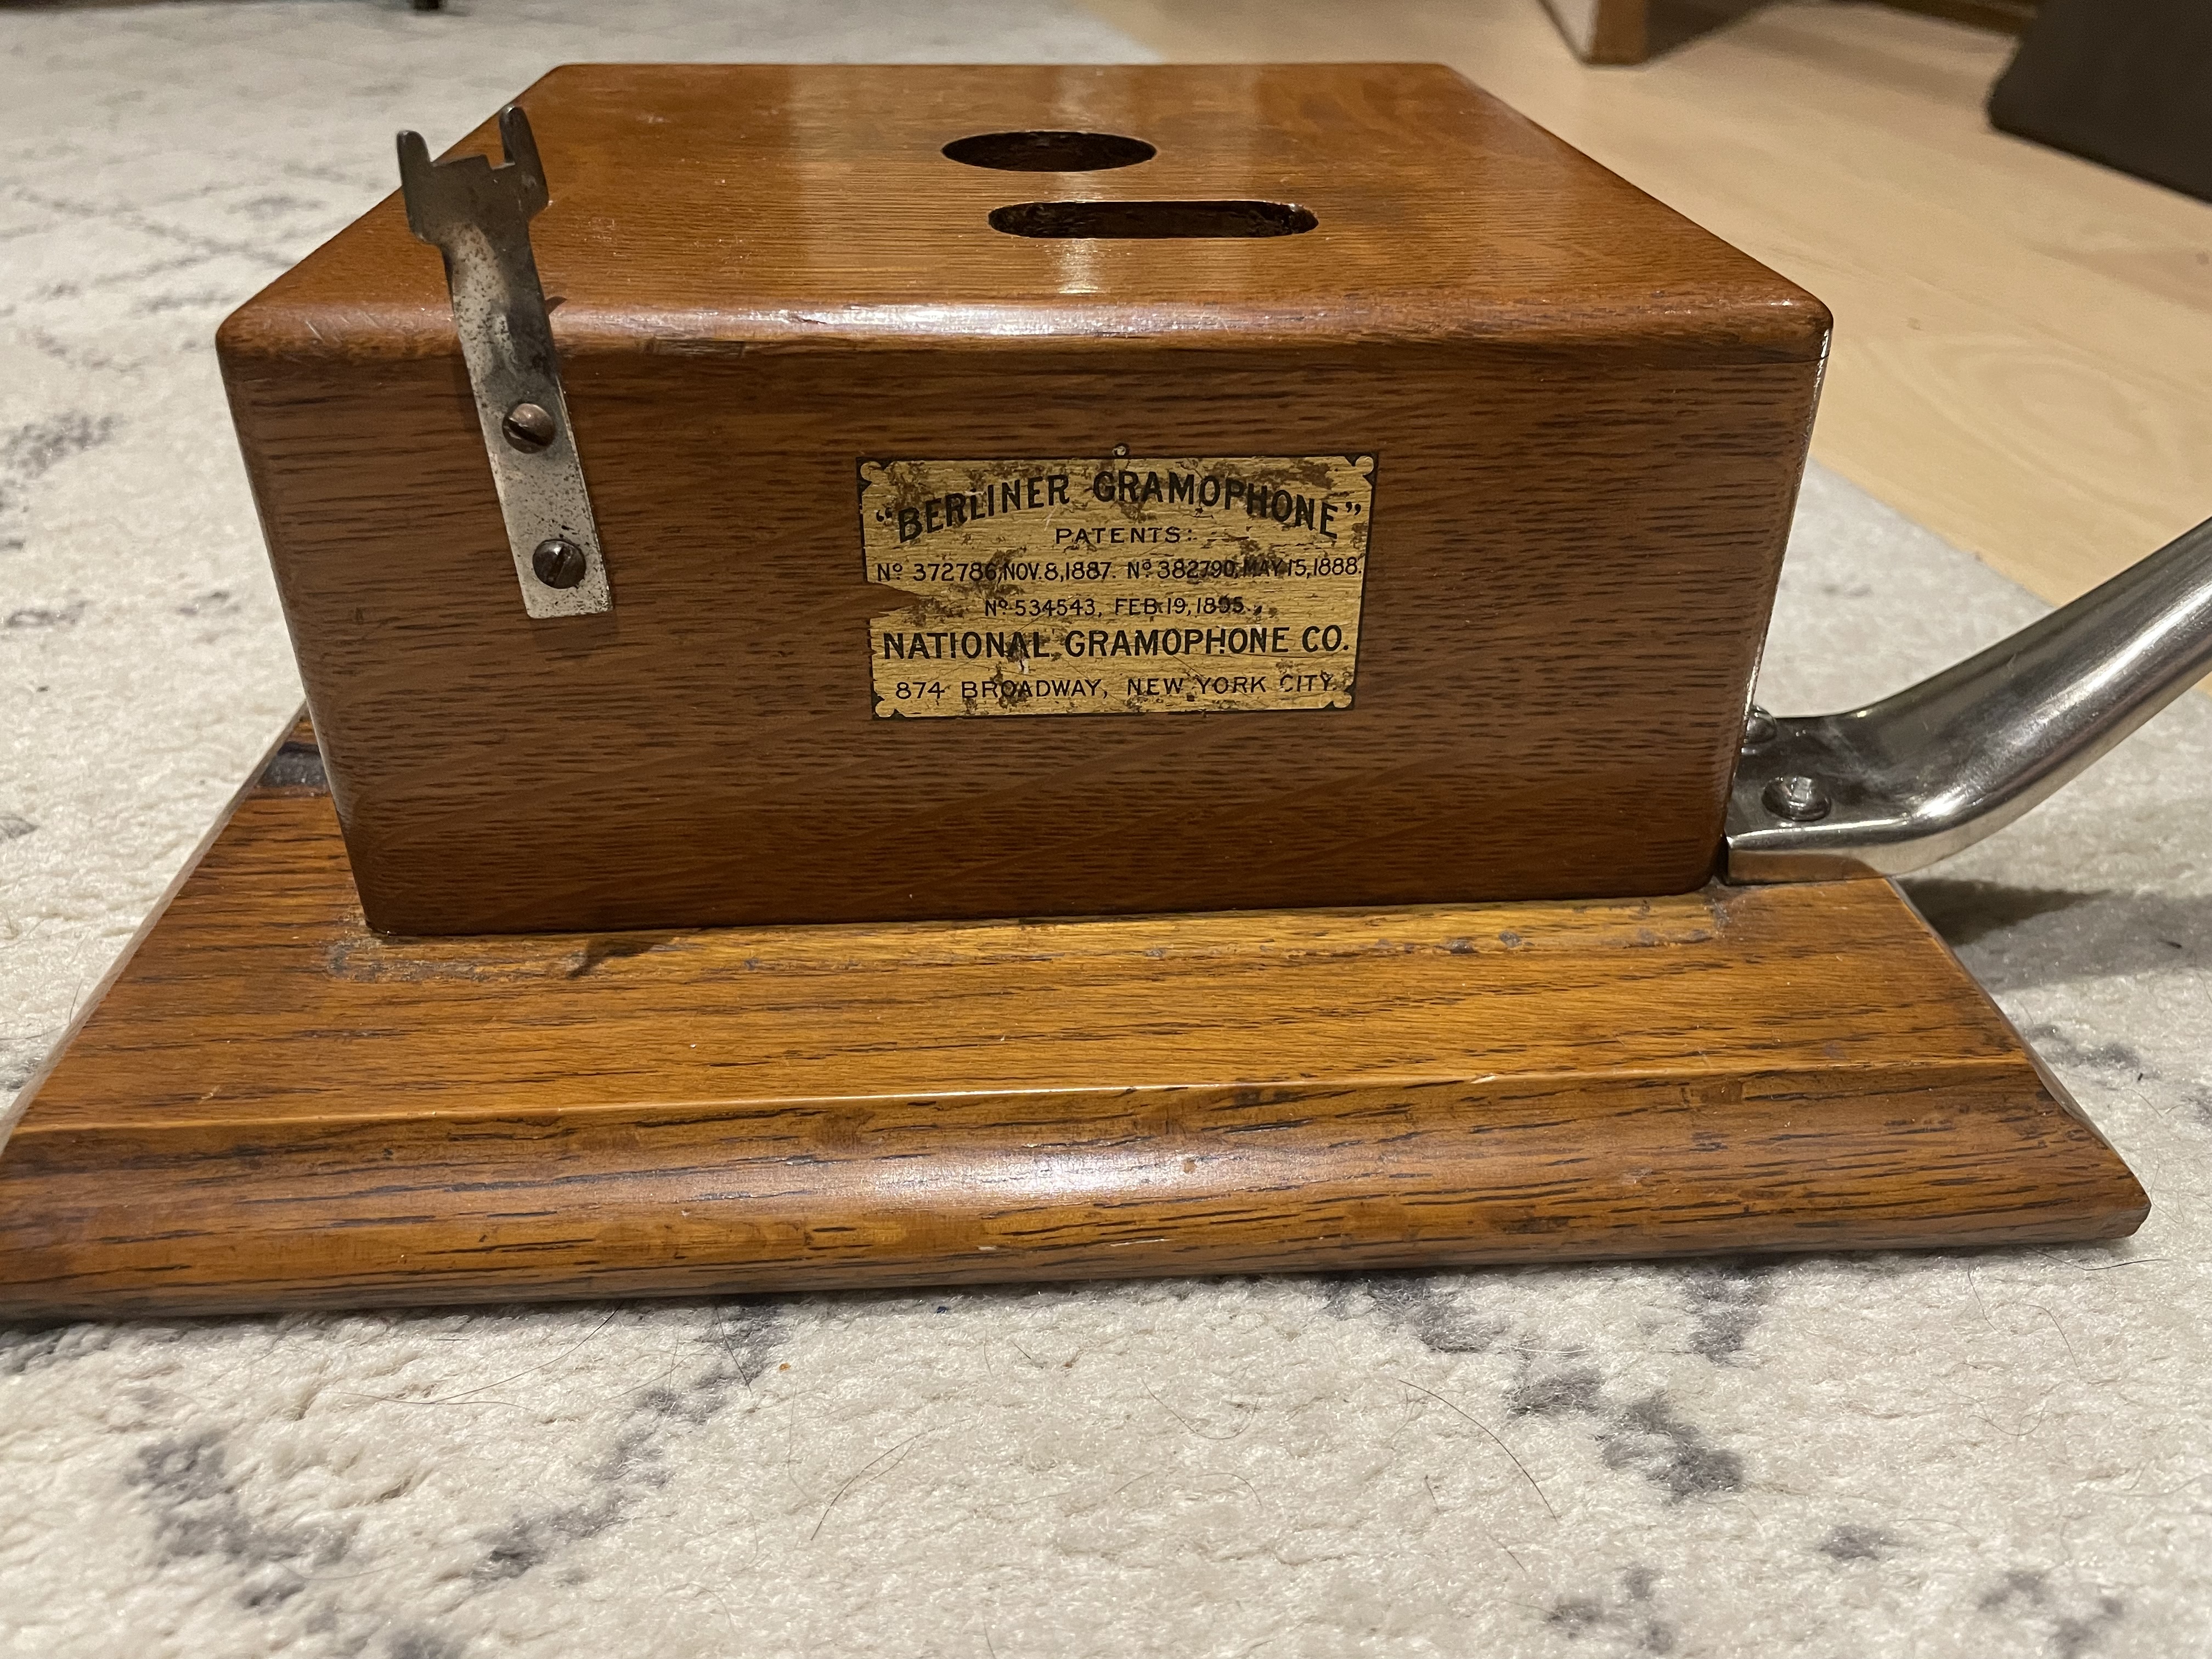 “BERLINER GRAMOPHONE”
PATENTS:
Nº 372786, NOV. 8, 1887. Nº 382790, MAY 15, 1888.
Nº 534543, FEB. 19, 1895.
NATIONAL GRAMOPHONE CO.
874 BROADWAY, NEW YORK CITY.